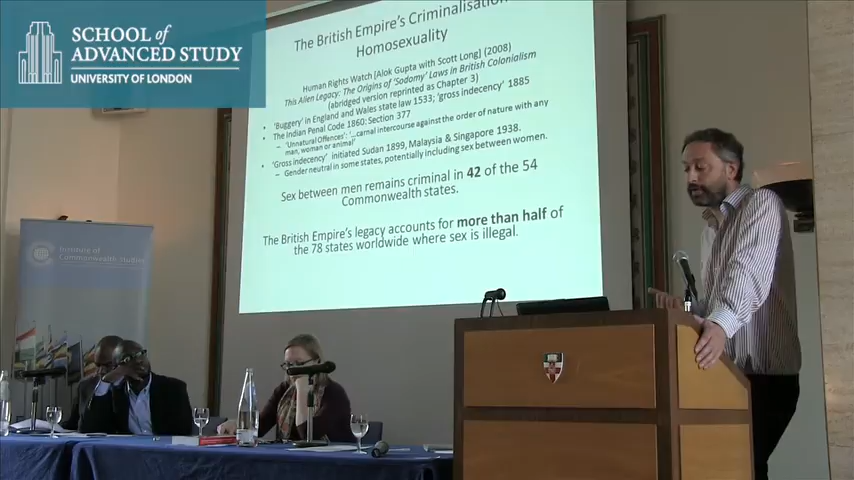 SCHOOL of
ADVANCED STUDY
UNIVERSITY OF LONDON
The British Empire's Criminalisation
Homosexuality
Human Rights Watch [Alok Gupta with Scott Long] (2008)
This Alien Legacy: The Origins of 'Sodomy' Laws in British Colonialism
(abridged version reprinted as Chapter 3)
• 'Buggery' in England and Wales state law 1533; 'gross indecency' 1885
• The Indian Penal Code 1860: Section 377
– 'Unnatural Offences': '...carnal intercourse against the order of nature with any
man, woman or animal'
• 'Gross indecency' initiated Sudan 1899, Malaysia & Singapore 1938.
– Gender neutral in some states, potentially including sex between women.
Sex between men remains criminal in 42 of the 54
Commonwealth states.
The British Empire's legacy accounts for more than half of
the 78 states worldwide where sex is illegal.
Institute of
Commonwealth Studies